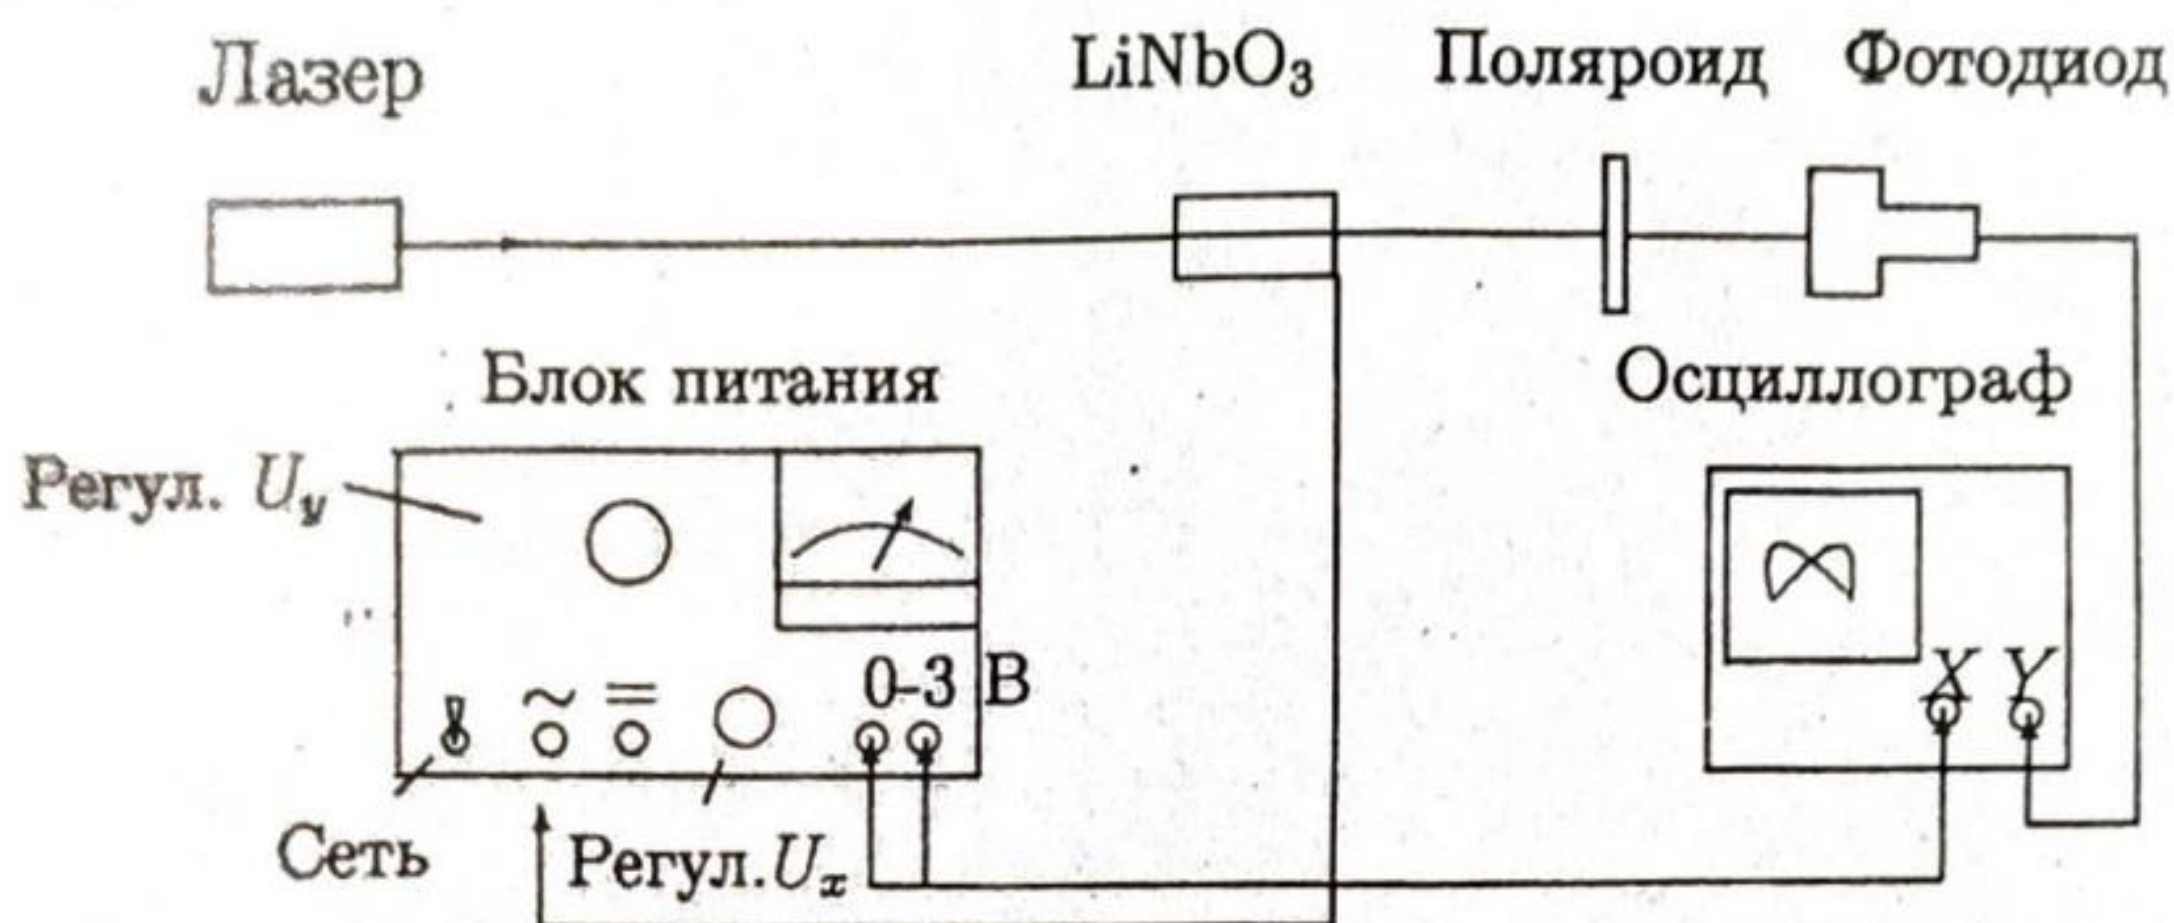 Лазер
LiNbO₃
Поляроид
Фотодиод
Блок питания
Осциллограф
Регул. Uy
0-3 В
X Y
Сеть
Регул. Ux